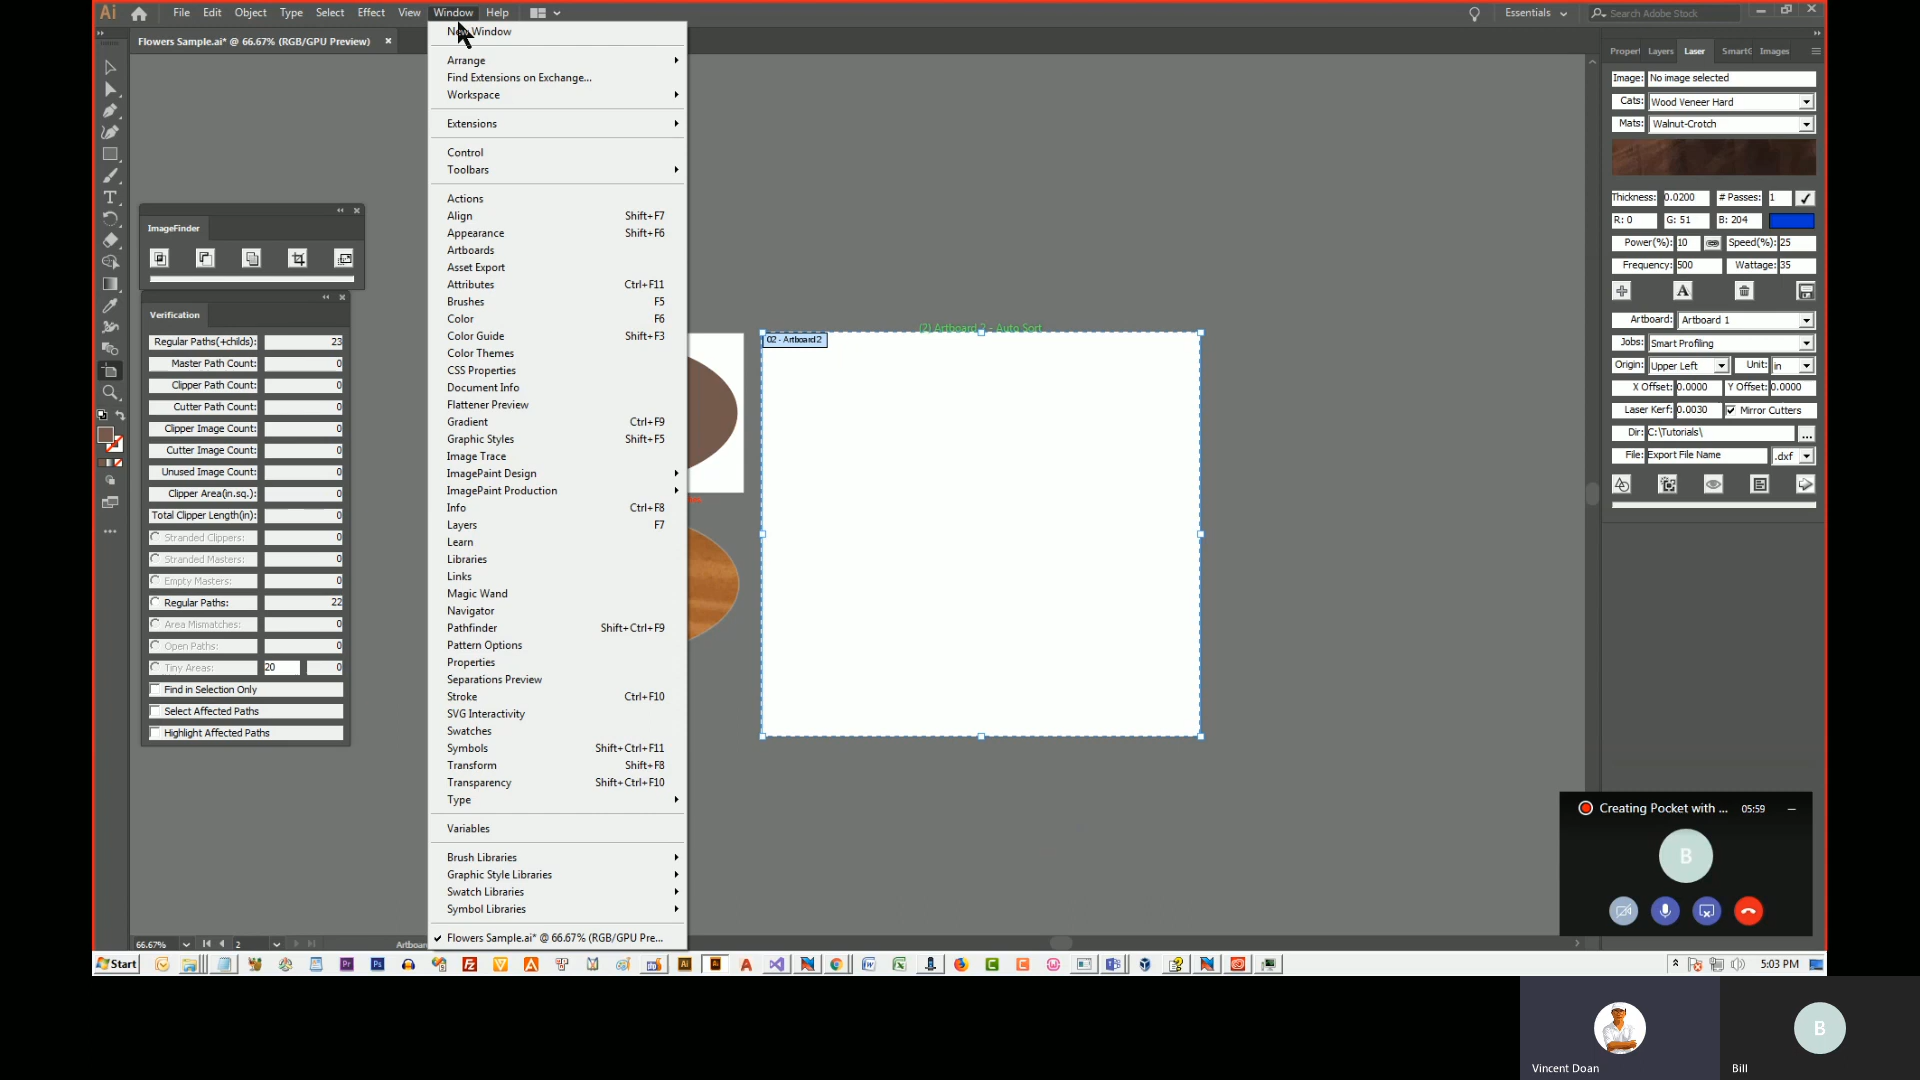 Ai File Edit Object Type Select Effect View Window Help Essentials Search Adobe Stock
Flowers Sample.ai* @ 66.67% (RGB/GPU Preview) ×
New Window
Arrange
Find Extensions on Exchange...
Workspace
Extensions
Control
Toolbars
Actions
Align Shift+F7
Appearance Shift+F6
Artboards
Asset Export
Attributes Ctrl+F11
Brushes F5
Color F6
Color Guide Shift+F3
Color Themes
CSS Properties
Document Info
Flattener Preview
Gradient Ctrl+F9
Graphic Styles Shift+F5
Image Trace
ImagePaint Design
ImagePaint Production
Info Ctrl+F8
Layers F7
Learn
Libraries
Links
Magic Wand
Navigator
Pathfinder Shift+Ctrl+F9
Pattern Options
Properties
Separations Preview
Stroke Ctrl+F10
SVG Interactivity
Swatches
Symbols Shift+Ctrl+F11
Transform Shift+F8
Transparency Shift+Ctrl+F10
Type
Variables
Brush Libraries
Graphic Style Libraries
Swatch Libraries
Symbol Libraries
Flowers Sample.ai* @ 66.67% (RGB/GPU Pre...
ImageFinder
Verification
Regular Paths(+childs): 23
Master Path Count: 0
Clipper Path Count: 0
Cutter Path Count: 0
Clipper Image Count: 0
Cutter Image Count: 0
Unused Image Count: 0
Clipper Area(in.sq.): 0
Total Clipper Length(in): 0
Stranded Clippers: 0
Stranded Masters: 0
Empty Masters: 0
Regular Paths: 22
Area Mismatches: 0
Open Paths: 0
Tiny Areas: 20 0
Find in Selection Only
Select Affected Paths
Highlight Affected Paths
(2) Artboard 2 - Auto Sort
02 - Artboard 2
Propert Layers Laser SmartG Images
Image: No image selected
Cats: Wood Veneer Hard
Mats: Walnut-Crotch
Thickness: 0.0200 # Passes: 1
R: 0 G: 51 B: 204
Power(%): 10 Speed(%): 25
Frequency: 500 Wattage: 35
A
Artboard: Artboard 1
Jobs: Smart Profiling
Origin: Upper Left Unit: in
X Offset: 0.0000 Y Offset: 0.0000
Laser Kerf: 0.0030 Mirror Cutters
Dir: C:\Tutorials\ ...
File: Export File Name .dxf
Creating Pocket with ... 05:59
B
66.67% 2 Artboard
Start 5:03 PM
B
Vincent Doan Bill